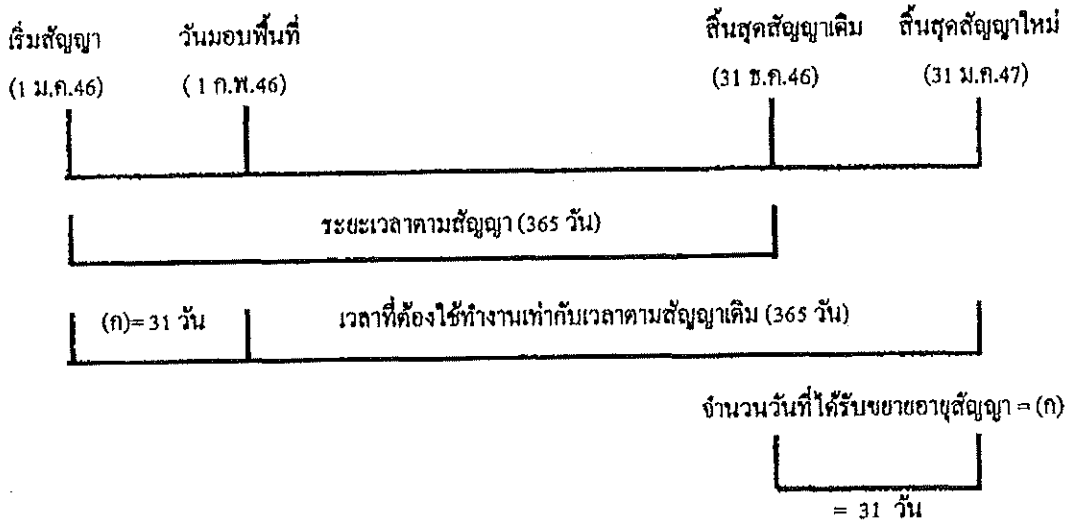 เริ่มสัญญา วันมอบพื้นที่ สิ้นสุดสัญญาเดิม สิ้นสุดสัญญาใหม่
(1 ม.ค.46) ( 1 ก.พ.46) (31 ธ.ค.46) (31 ม.ค.47)
ระยะเวลาตามสัญญา (365 วัน)
(ก)= 31 วัน เวลาที่ต้องใช้ทำงานเท่ากับเวลาตามสัญญาเดิม (365 วัน)
จำนวนวันที่ได้รับขยายอายุสัญญา = (ก)
= 31 วัน